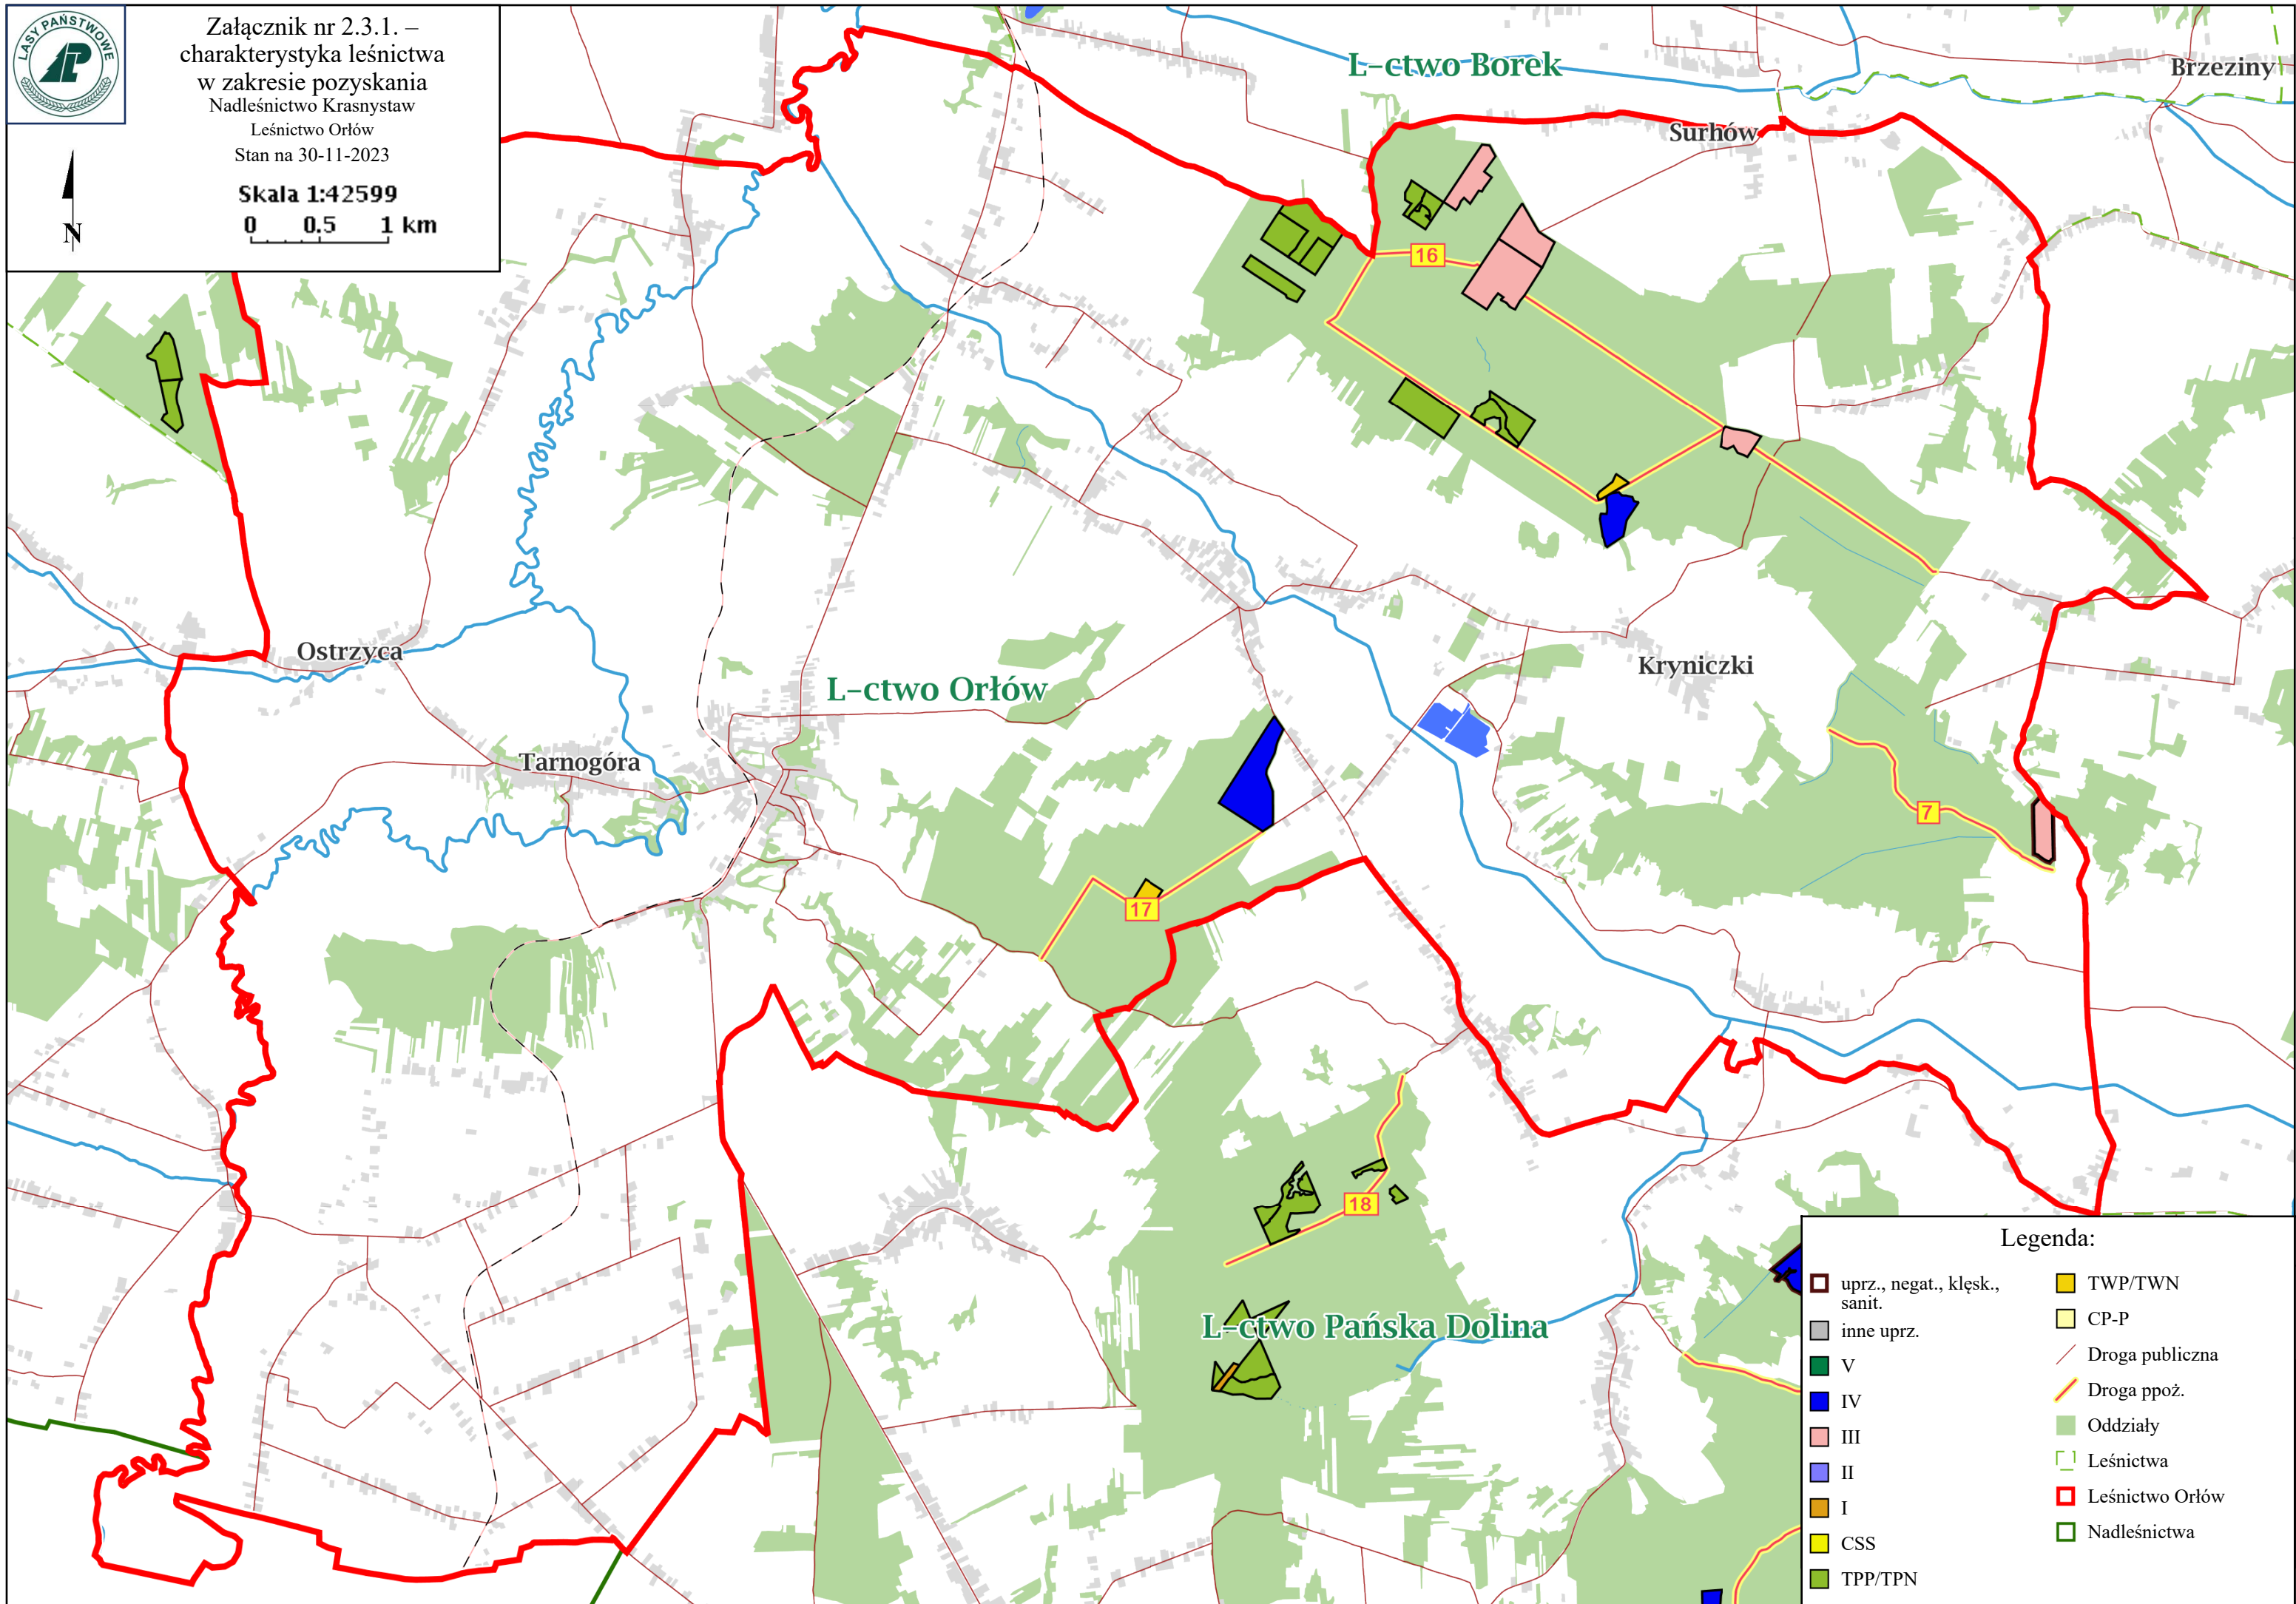 LASY PAŃSTWOWE
Załącznik nr 2.3.1. –
charakterystyka leśnictwa
w zakresie pozyskania
Nadleśnictwo Krasnystaw
Leśnictwo Orłów
Stan na 30-11-2023
Skala 1:42599
0 0.5 1 km
N
L-ctwo Borek
Brzeziny
Surhów
16
Ostrzyca
Kryniczki
L-ctwo Orłów
Tarnogóra
7
17
18
L-ctwo Pańska Dolina
Legenda:
uprz., negat., klęsk.,
sanit.
inne uprz.
V
IV
III
II
I
CSS
TPP/TPN
TWP/TWN
CP-P
Droga publiczna
Droga ppoż.
Oddziały
Leśnictwa
Leśnictwo Orłów
Nadleśnictwa